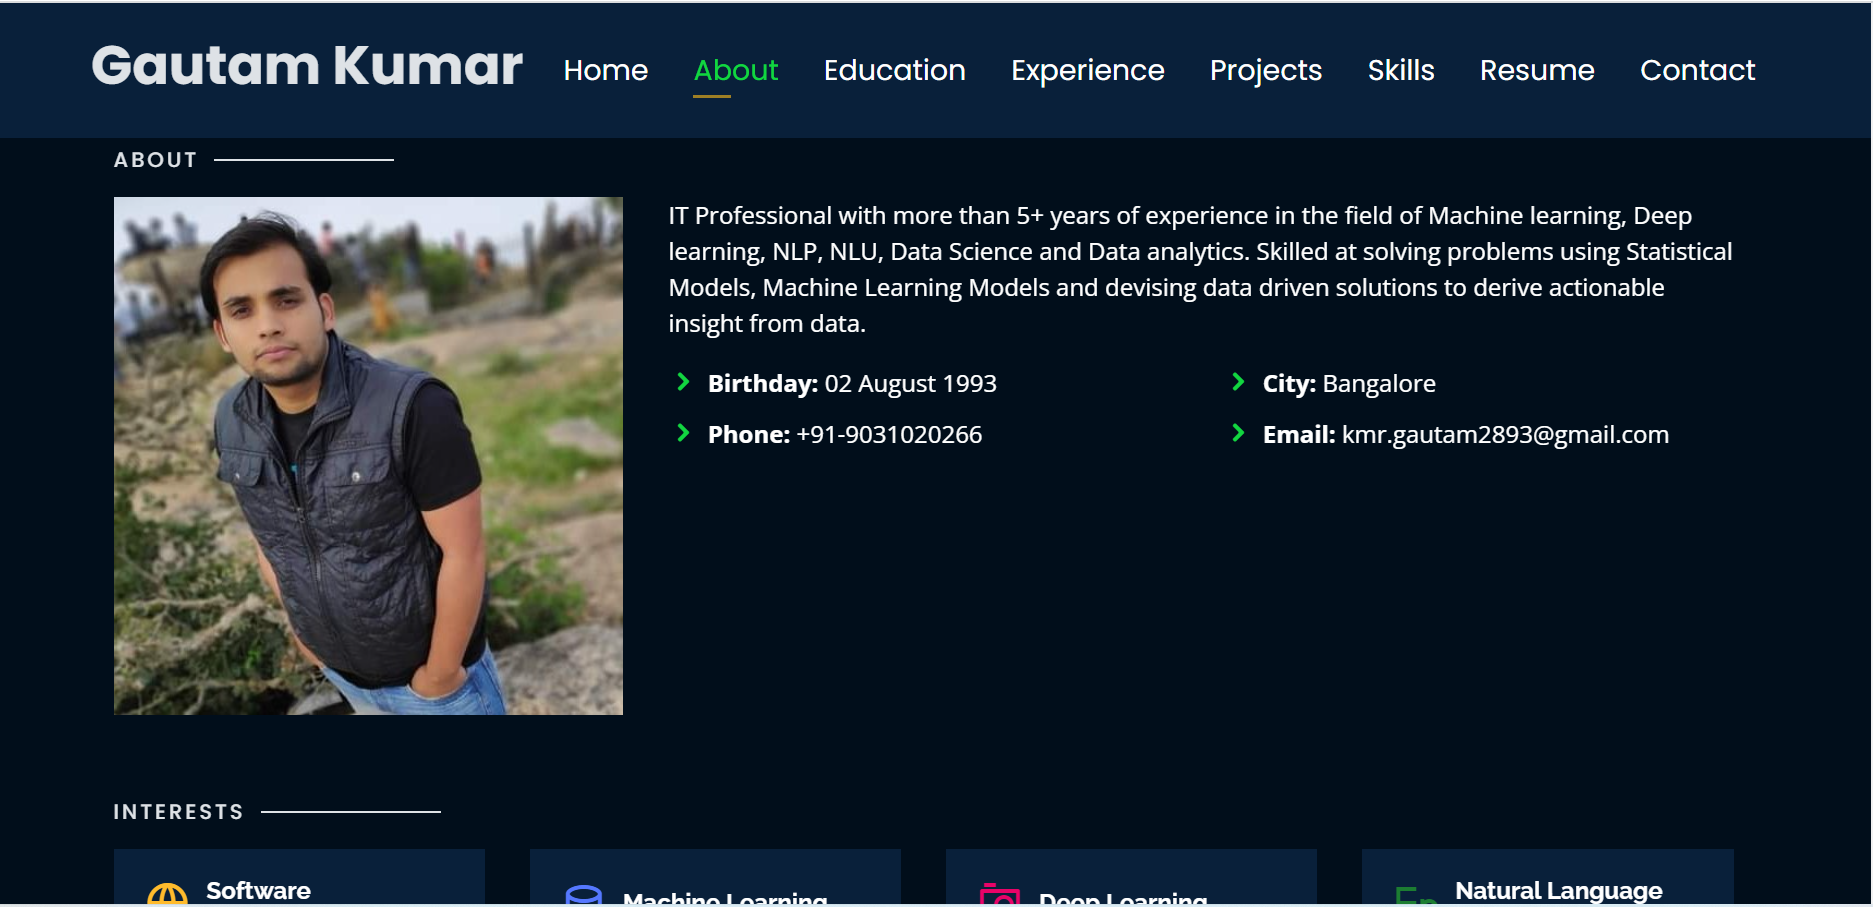 Gautam Kumar Home About Education Experience Projects Skills Resume Contact
ABOUT
IT Professional with more than 5+ years of experience in the field of Machine learning, Deep
learning, NLP, NLU, Data Science and Data analytics. Skilled at solving problems using Statistical
Models, Machine Learning Models and devising data driven solutions to derive actionable
insight from data.
Birthday: 02 August 1993 City: Bangalore
Phone: +91-9031020266 Email: kmr.gautam2893@gmail.com
INTERESTS
Software Natural Language
Machine Learning Deep Learning